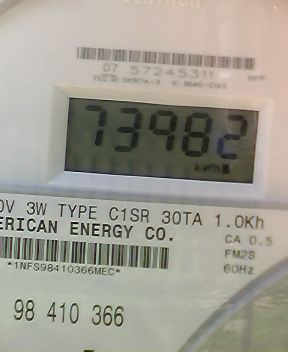 07 57245311
73982
kWh
0V 3W TYPE C1SR 30TA 1.0Kh
ERICAN ENERGY CO.
CA 0.5
FM2S
60Hz
*1NFS98410366MEC*
98 410 366